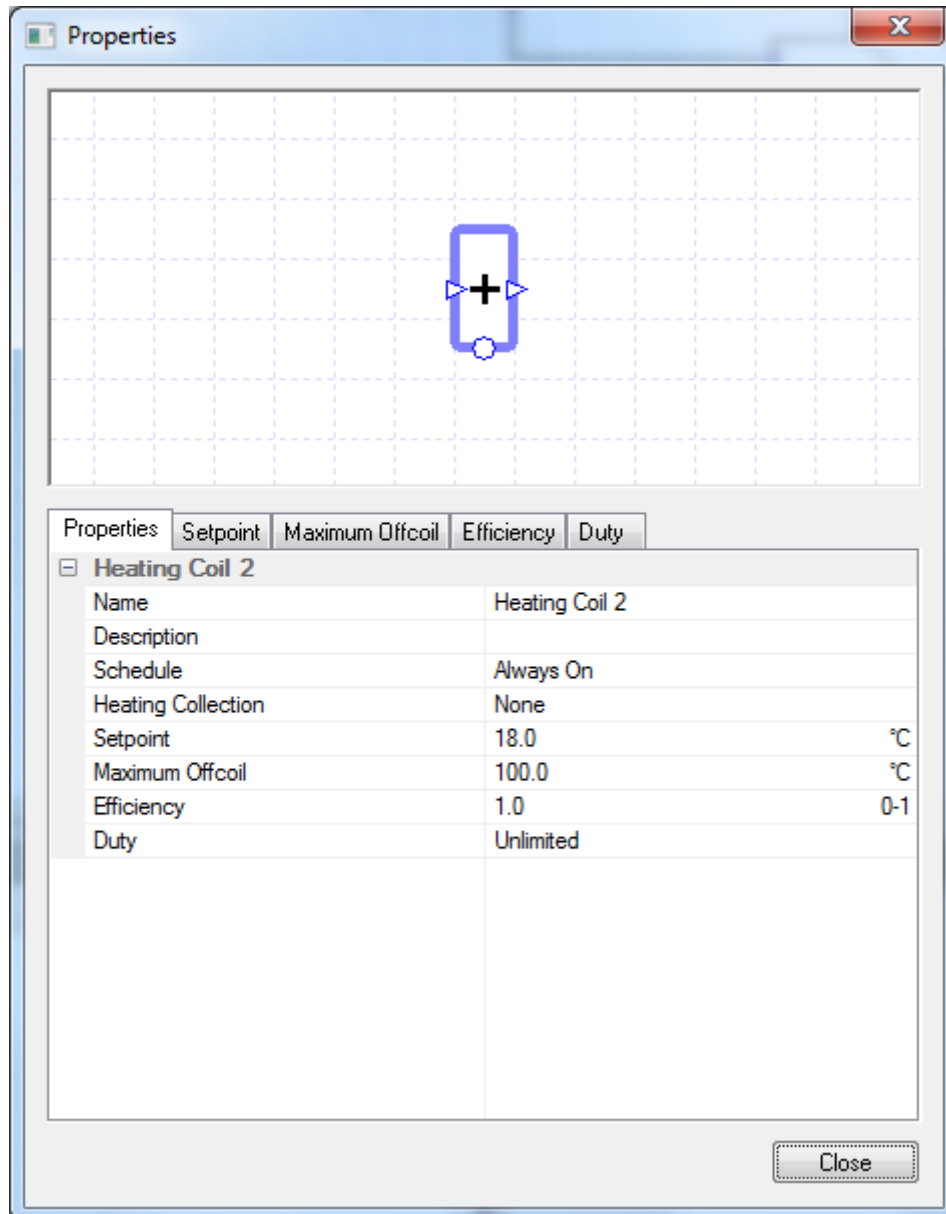 Properties
Properties Setpoint Maximum Offcoil Efficiency Duty
Heating Coil 2
Name Heating Coil 2
Description
Schedule Always On
Heating Collection None
Setpoint 18.0 °C
Maximum Offcoil 100.0 °C
Efficiency 1.0 0-1
Duty Unlimited
Close